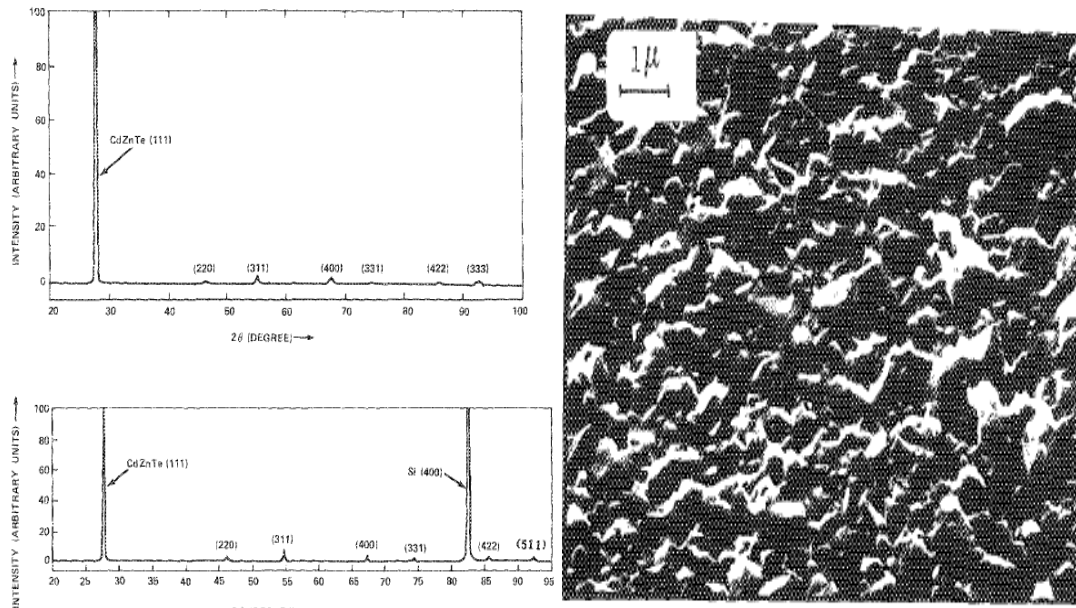 INTENSITY (ARBITRARY UNITS)
100
80
60
40
20
0
CdZnTe (111)
(220)
(311)
(400)
(331)
(422)
(333)
20 30 40 50 60 70 80 90 100
2θ (DEGREE)
INTENSITY (ARBITRARY UNITS)
100
80
60
40
20
0
CdZnTe (111)
Si (400)
(220)
(311)
(400)
(331)
(422)
(511)
20 25 30 35 40 45 50 55 60 65 70 75 80 85 90 95
1μ